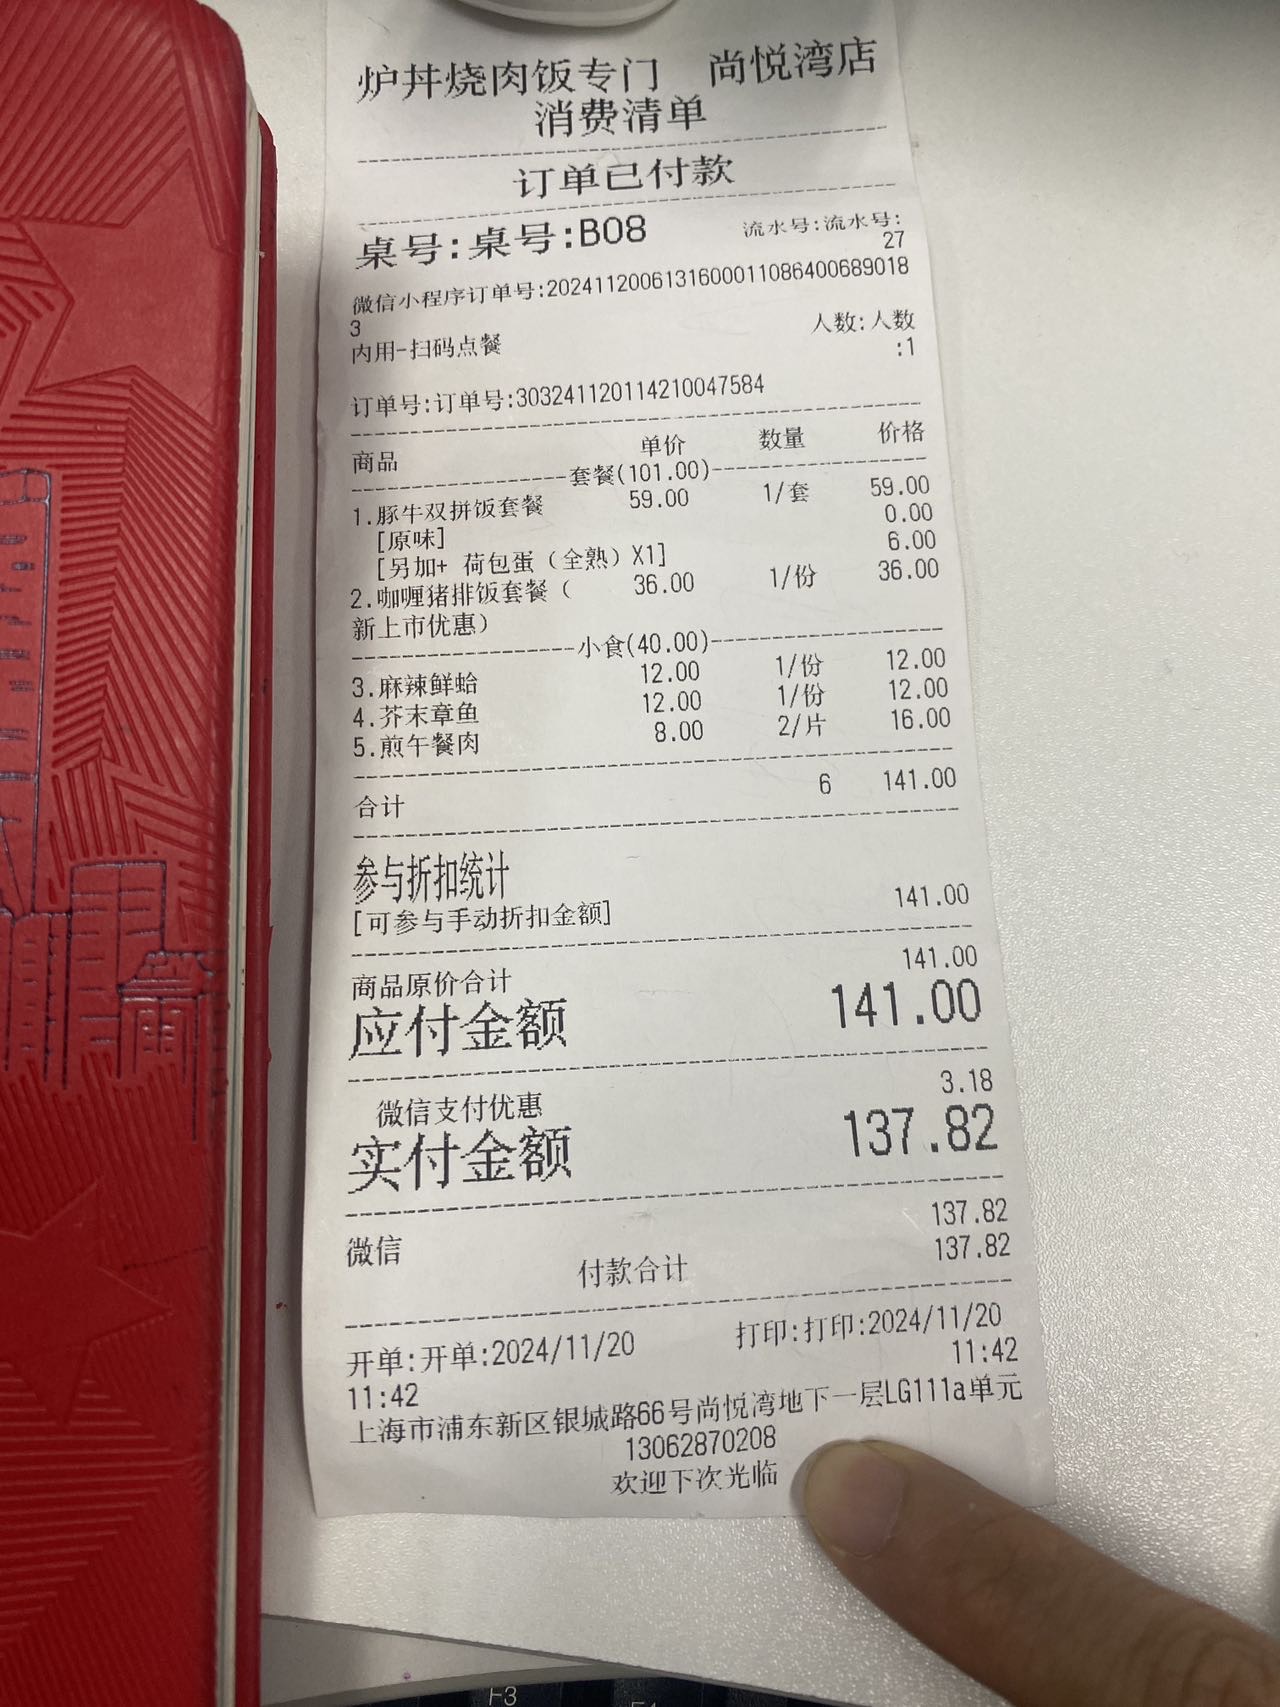 炉丼烧肉饭专门 尚悦湾店
消费清单
订单已付款
桌号:桌号:B08 流水号:流水号:
27
微信小程序订单号:2024112006131600011086400689018
3
内用-扫码点餐 人数:人数
:1
订单号:订单号:303241120114210047584
商品 单价 数量 价格
套餐(101.00)
1.豚牛双拼饭套餐 59.00 1/套 59.00
[原味] 0.00
[另加+ 荷包蛋（全熟）X1] 6.00
2.咖喱猪排饭套餐（ 36.00 1/份 36.00
新上市优惠）
小食(40.00)
3.麻辣鲜蛤 12.00 1/份 12.00
4.芥末章鱼 12.00 1/份 12.00
5.煎午餐肉 8.00 2/片 16.00
合计 6 141.00
参与折扣统计
[可参与手动折扣金额] 141.00
商品原价合计 141.00
应付金额 141.00
微信支付优惠 3.18
实付金额 137.82
微信 137.82
付款合计 137.82
开单:开单:2024/11/20 打印:打印:2024/11/20
11:42 11:42
上海市浦东新区银城路66号尚悦湾地下一层LG111a单元
13062870208
欢迎下次光临
F3